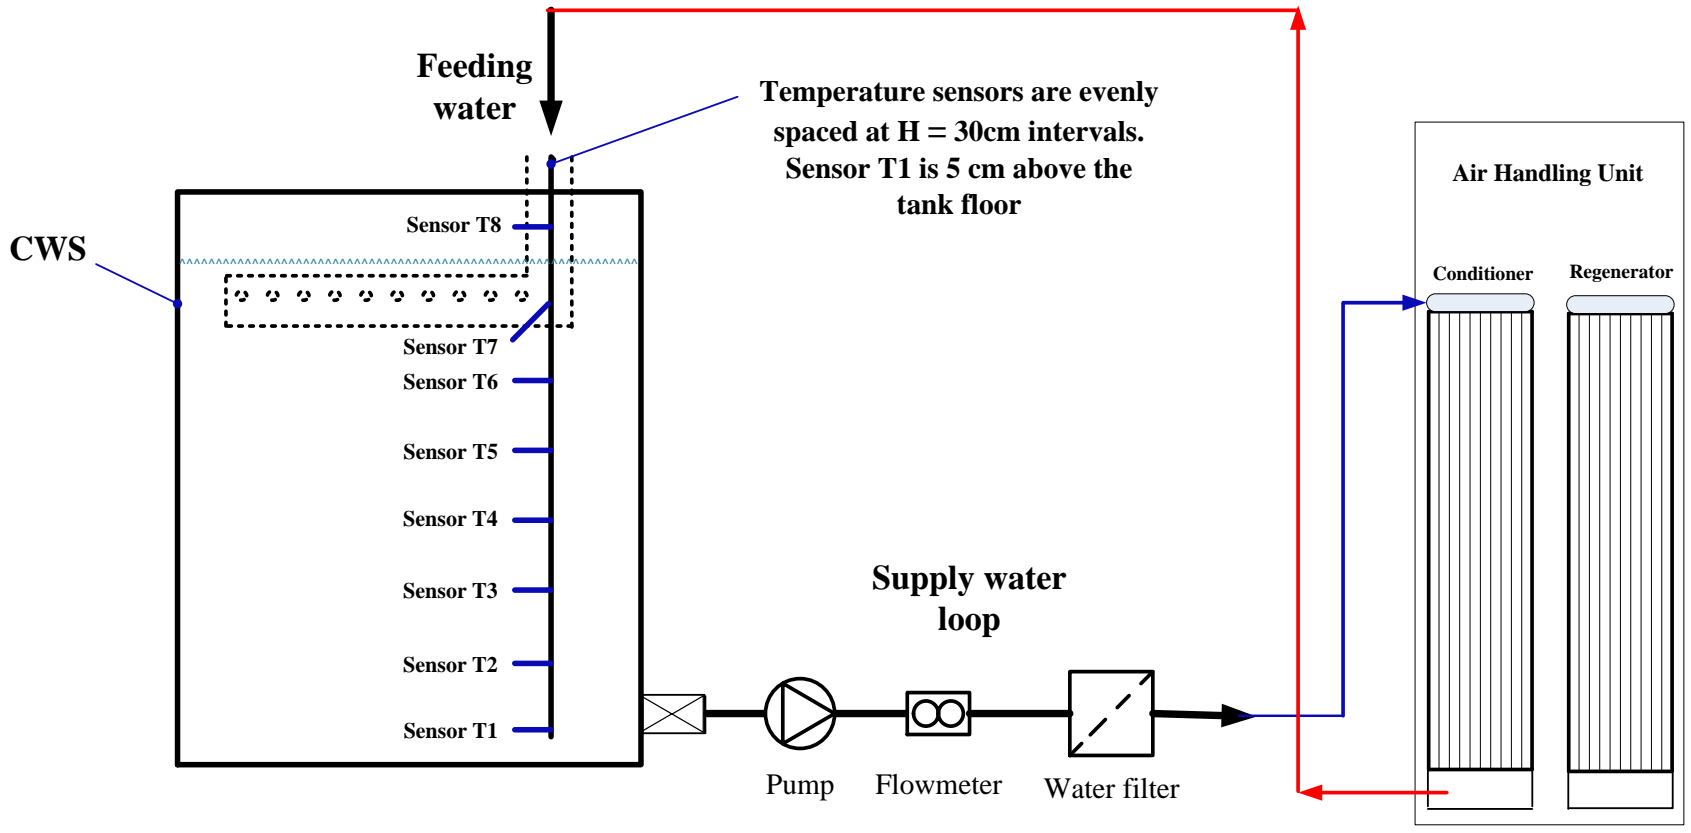 Feeding
water
Temperature sensors are evenly
spaced at H = 30cm intervals.
Sensor T1 is 5 cm above the
tank floor
Air Handling Unit
CWS
Sensor T8
Conditioner
Regenerator
Sensor T7
Sensor T6
Sensor T5
Sensor T4
Sensor T3
Sensor T2
Sensor T1
Supply water
loop
Pump
Flowmeter
Water filter